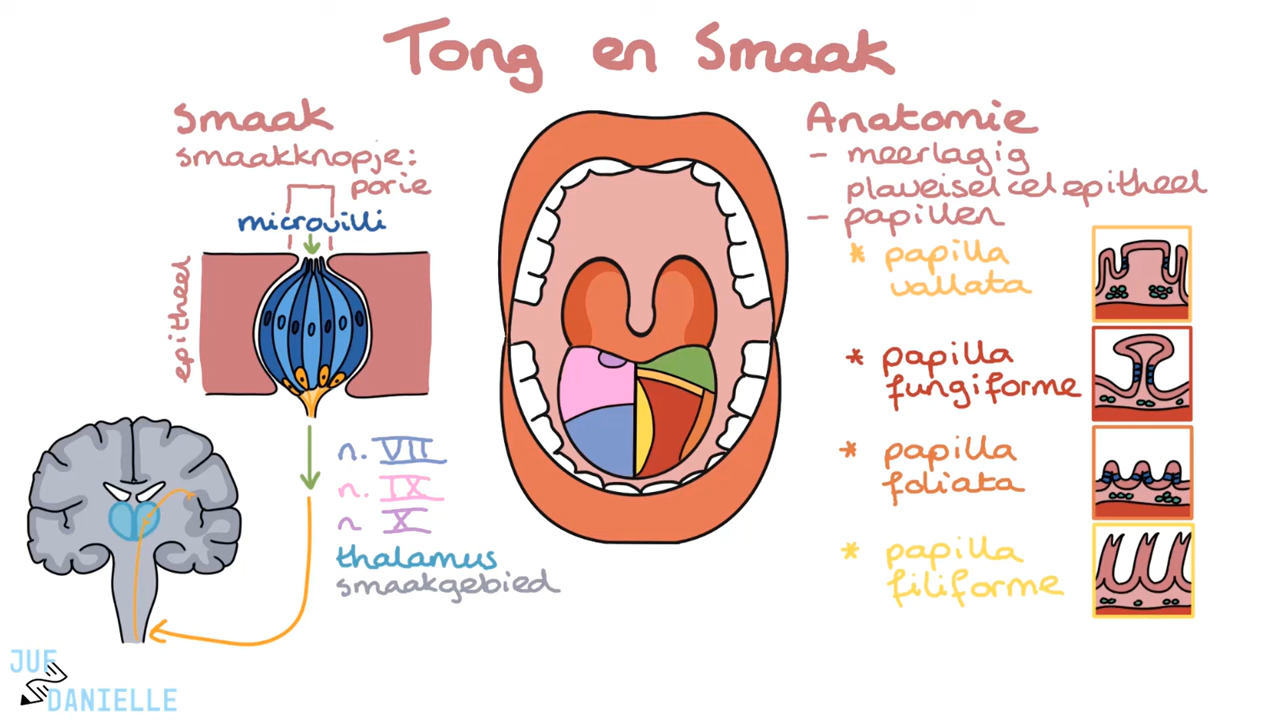 Tong en Smaak
Smaak
smaakknopje:
porie
microvilli
epitheel
n. VII
n. IX
n. X
thalamus
smaakgebied
Anatomie
- meerlagig
plaveiselcelepitheel
- papillen
* papilla
vallata
* papilla
fungiforme
* papilla
foliata
* papilla
filiforme
JUF
DANIELLE